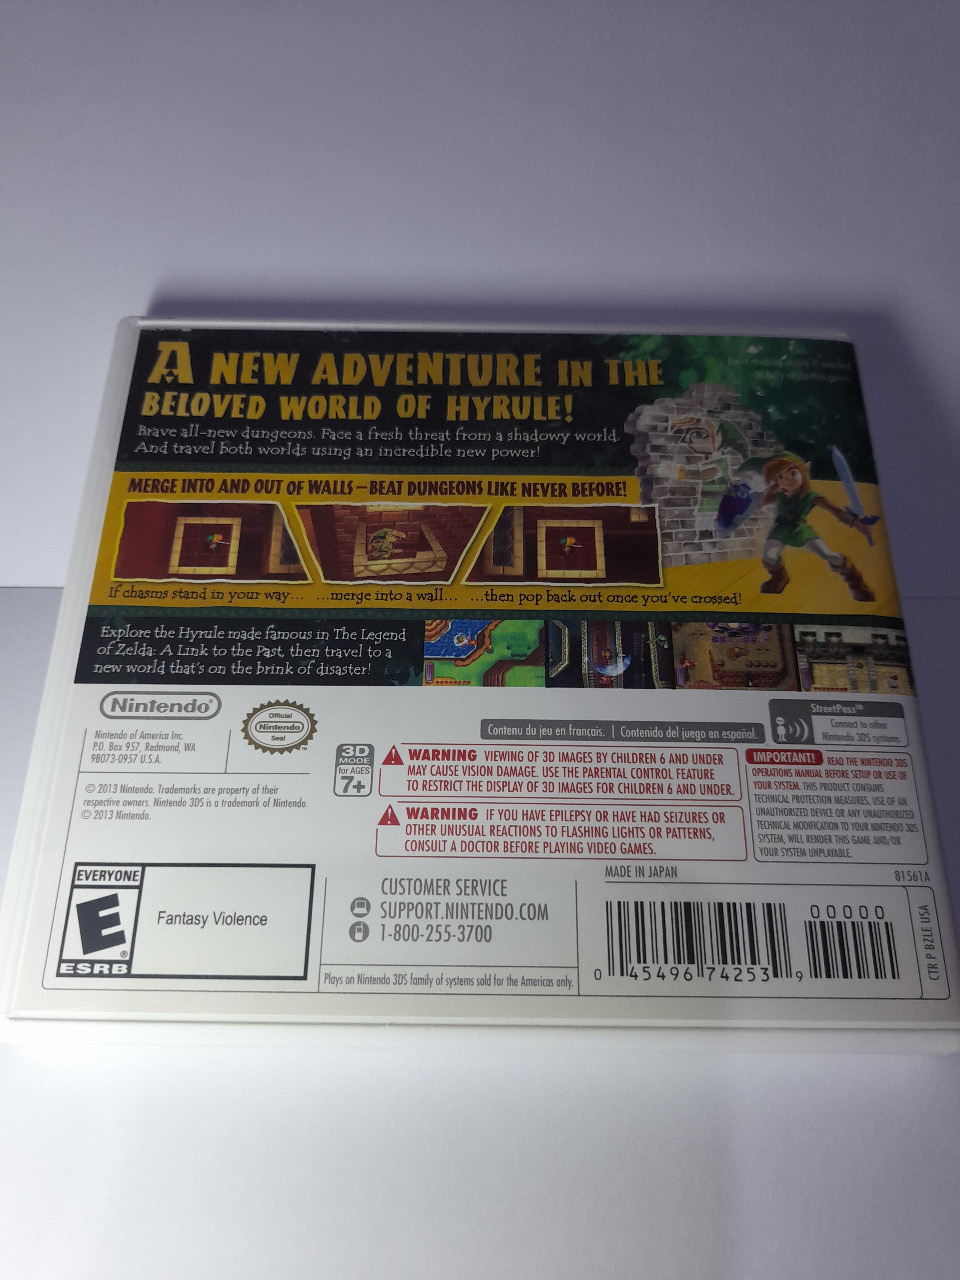 A NEW ADVENTURE IN THE
BELOVED WORLD OF HYRULE!
Basic reading ability is needed
to fully enjoy this game.
Brave all-new dungeons. Face a fresh threat from a shadowy world.
And travel both worlds using an incredible new power!
MERGE INTO AND OUT OF WALLS—BEAT DUNGEONS LIKE NEVER BEFORE!
If chasms stand in your way... ...merge into a wall... ...then pop back out once you've crossed!
Explore the Hyrule made famous in The Legend
of Zelda: A Link to the Past, then travel to a
new world that's on the brink of disaster!
Nintendo®
Nintendo of America Inc.
P.O. Box 957, Redmond, WA
98073-0957 U.S.A.
Official
Nintendo
Seal
TM
Contenu du jeu en français. | Contenido del juego en español.
StreetPass™
Connect to other
Nintendo 3DS systems
© 2013 Nintendo. Trademarks are property of their
respective owners. Nintendo 3DS is a trademark of Nintendo.
© 2013 Nintendo.
3D
MODE
for AGES
7+
WARNING VIEWING OF 3D IMAGES BY CHILDREN 6 AND UNDER
MAY CAUSE VISION DAMAGE. USE THE PARENTAL CONTROL FEATURE
TO RESTRICT THE DISPLAY OF 3D IMAGES FOR CHILDREN 6 AND UNDER.
WARNING IF YOU HAVE EPILEPSY OR HAVE HAD SEIZURES OR
OTHER UNUSUAL REACTIONS TO FLASHING LIGHTS OR PATTERNS,
CONSULT A DOCTOR BEFORE PLAYING VIDEO GAMES.
IMPORTANT! READ THE NINTENDO 3DS
OPERATIONS MANUAL BEFORE SETUP OR USE OF
YOUR SYSTEM. THIS PRODUCT CONTAINS
TECHNICAL PROTECTION MEASURES. USE OF AN
UNAUTHORIZED DEVICE OR ANY UNAUTHORIZED
TECHNICAL MODIFICATION TO YOUR NINTENDO 3DS
SYSTEM, WILL RENDER THIS GAME AND/OR
YOUR SYSTEM UNPLAYABLE.
EVERYONE
E
®
ESRB
Fantasy Violence
CUSTOMER SERVICE
SUPPORT.NINTENDO.COM
1-800-255-3700
Plays on Nintendo 3DS family of systems sold for the Americas only.
MADE IN JAPAN
81561A
00000
0 45496 74253 9
CTR P BZLE USA